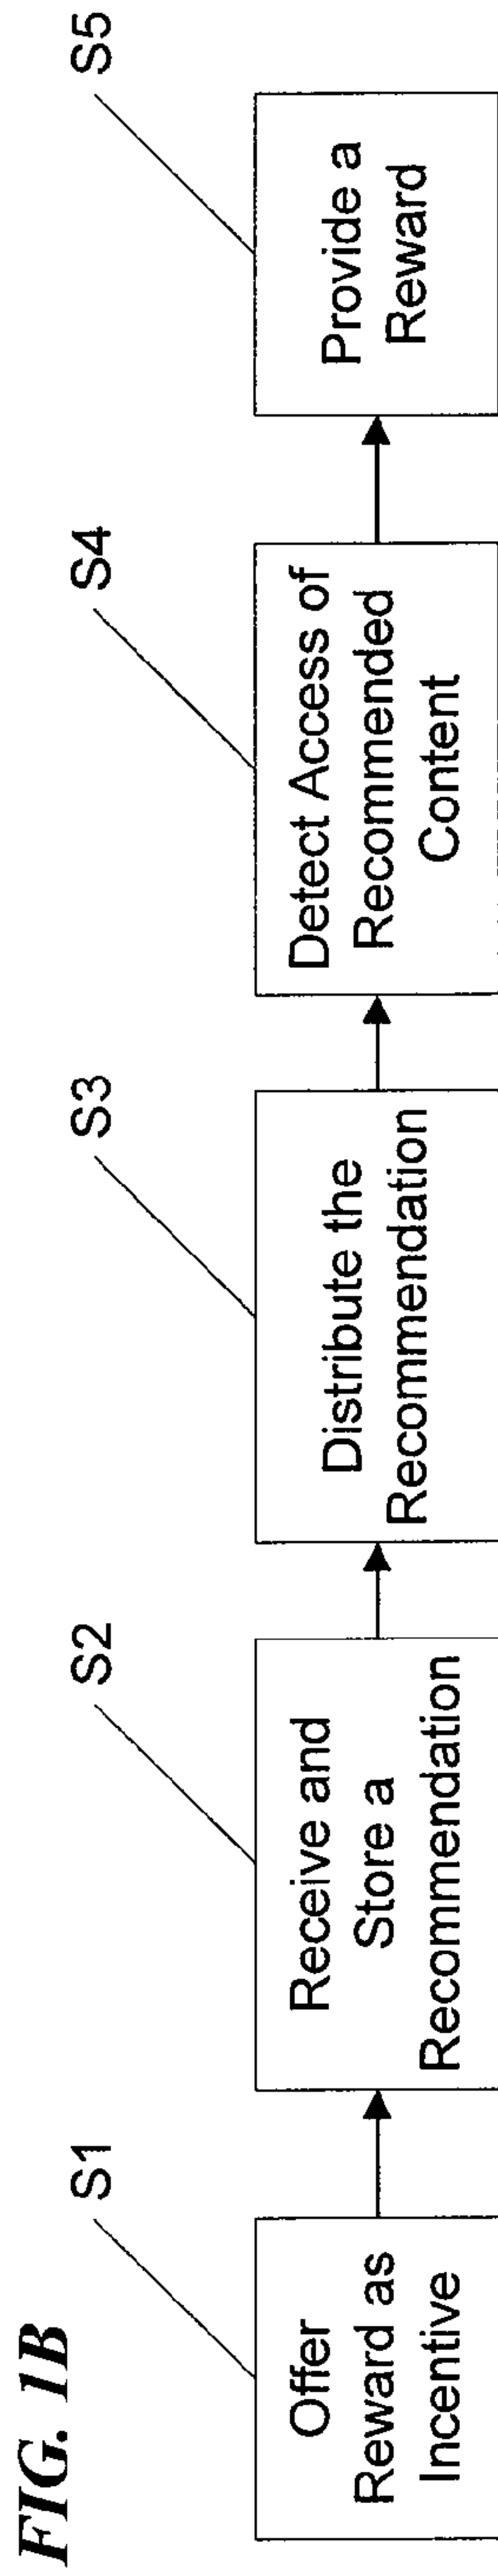 FIG. 1B
S1
Offer
Reward as
Incentive
S2
Receive and
Store a
Recommendation
S3
Distribute the
Recommendation
S4
Detect Access of
Recommended
Content
S5
Provide a
Reward